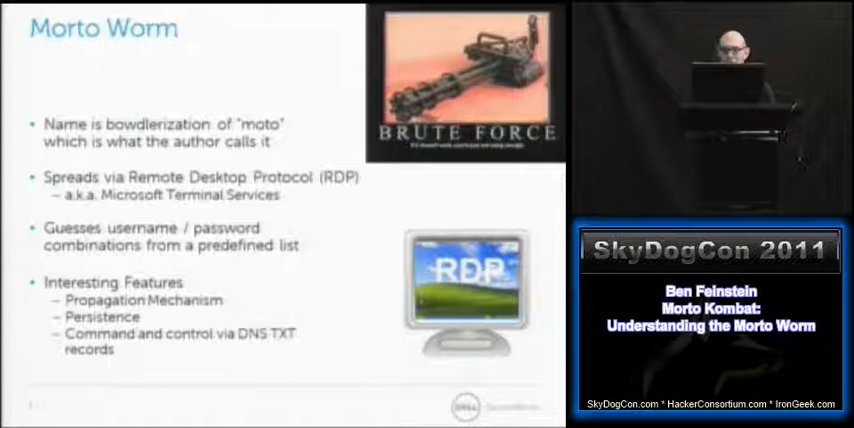 Morto Worm
BRUTE FORCE
• Name is bowdlerization of "moto"
which is what the author calls it
• Spreads via Remote Desktop Protocol (RDP)
– a.k.a. Microsoft Terminal Services
• Guesses username / password
combinations from a predefined list
• Interesting Features
– Propagation Mechanism
– Persistence
– Command and control via DNS TXT
records
RDP
DELL
SkyDogCon 2011
Ben Feinstein
Morto Kombat:
Understanding the Morto Worm
SkyDogCon.com * HackerConsortium.com * IronGeek.com